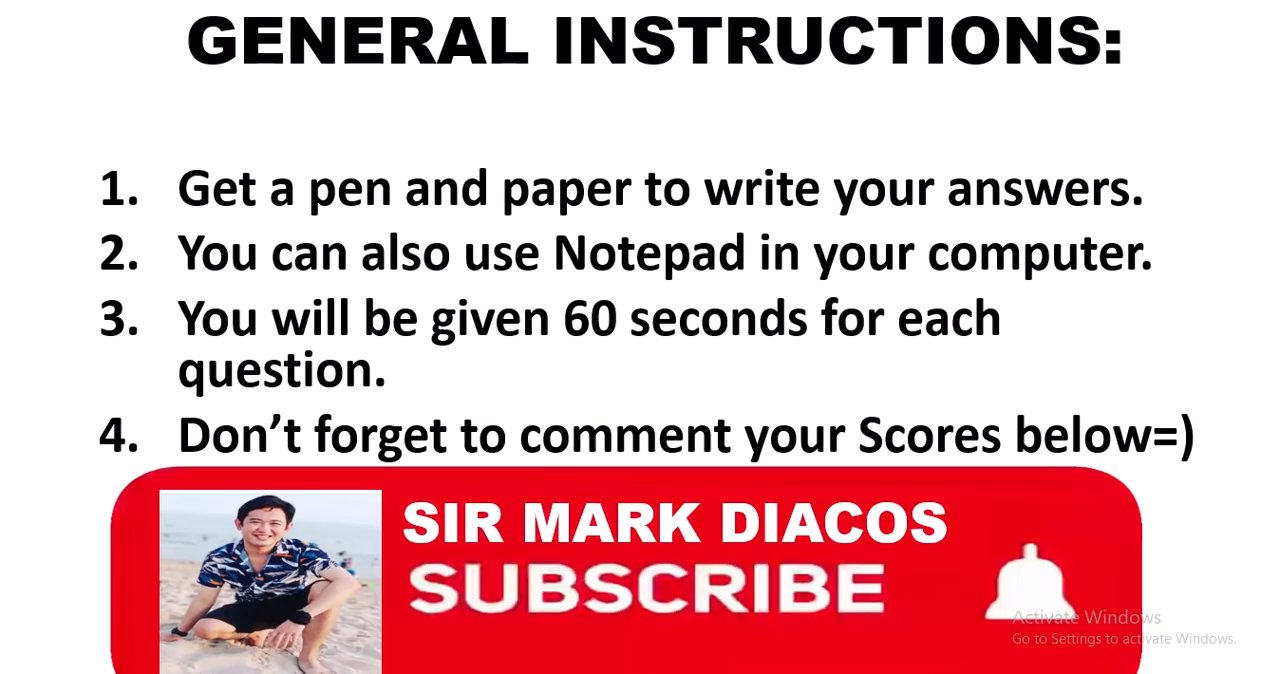 GENERAL INSTRUCTIONS:
1. Get a pen and paper to write your answers.
2. You can also use Notepad in your computer.
3. You will be given 60 seconds for each
question.
4. Don’t forget to comment your Scores below=)
SIR MARK DIACOS
SUBSCRIBE
Activate Windows
Go to Settings to activate Windows.